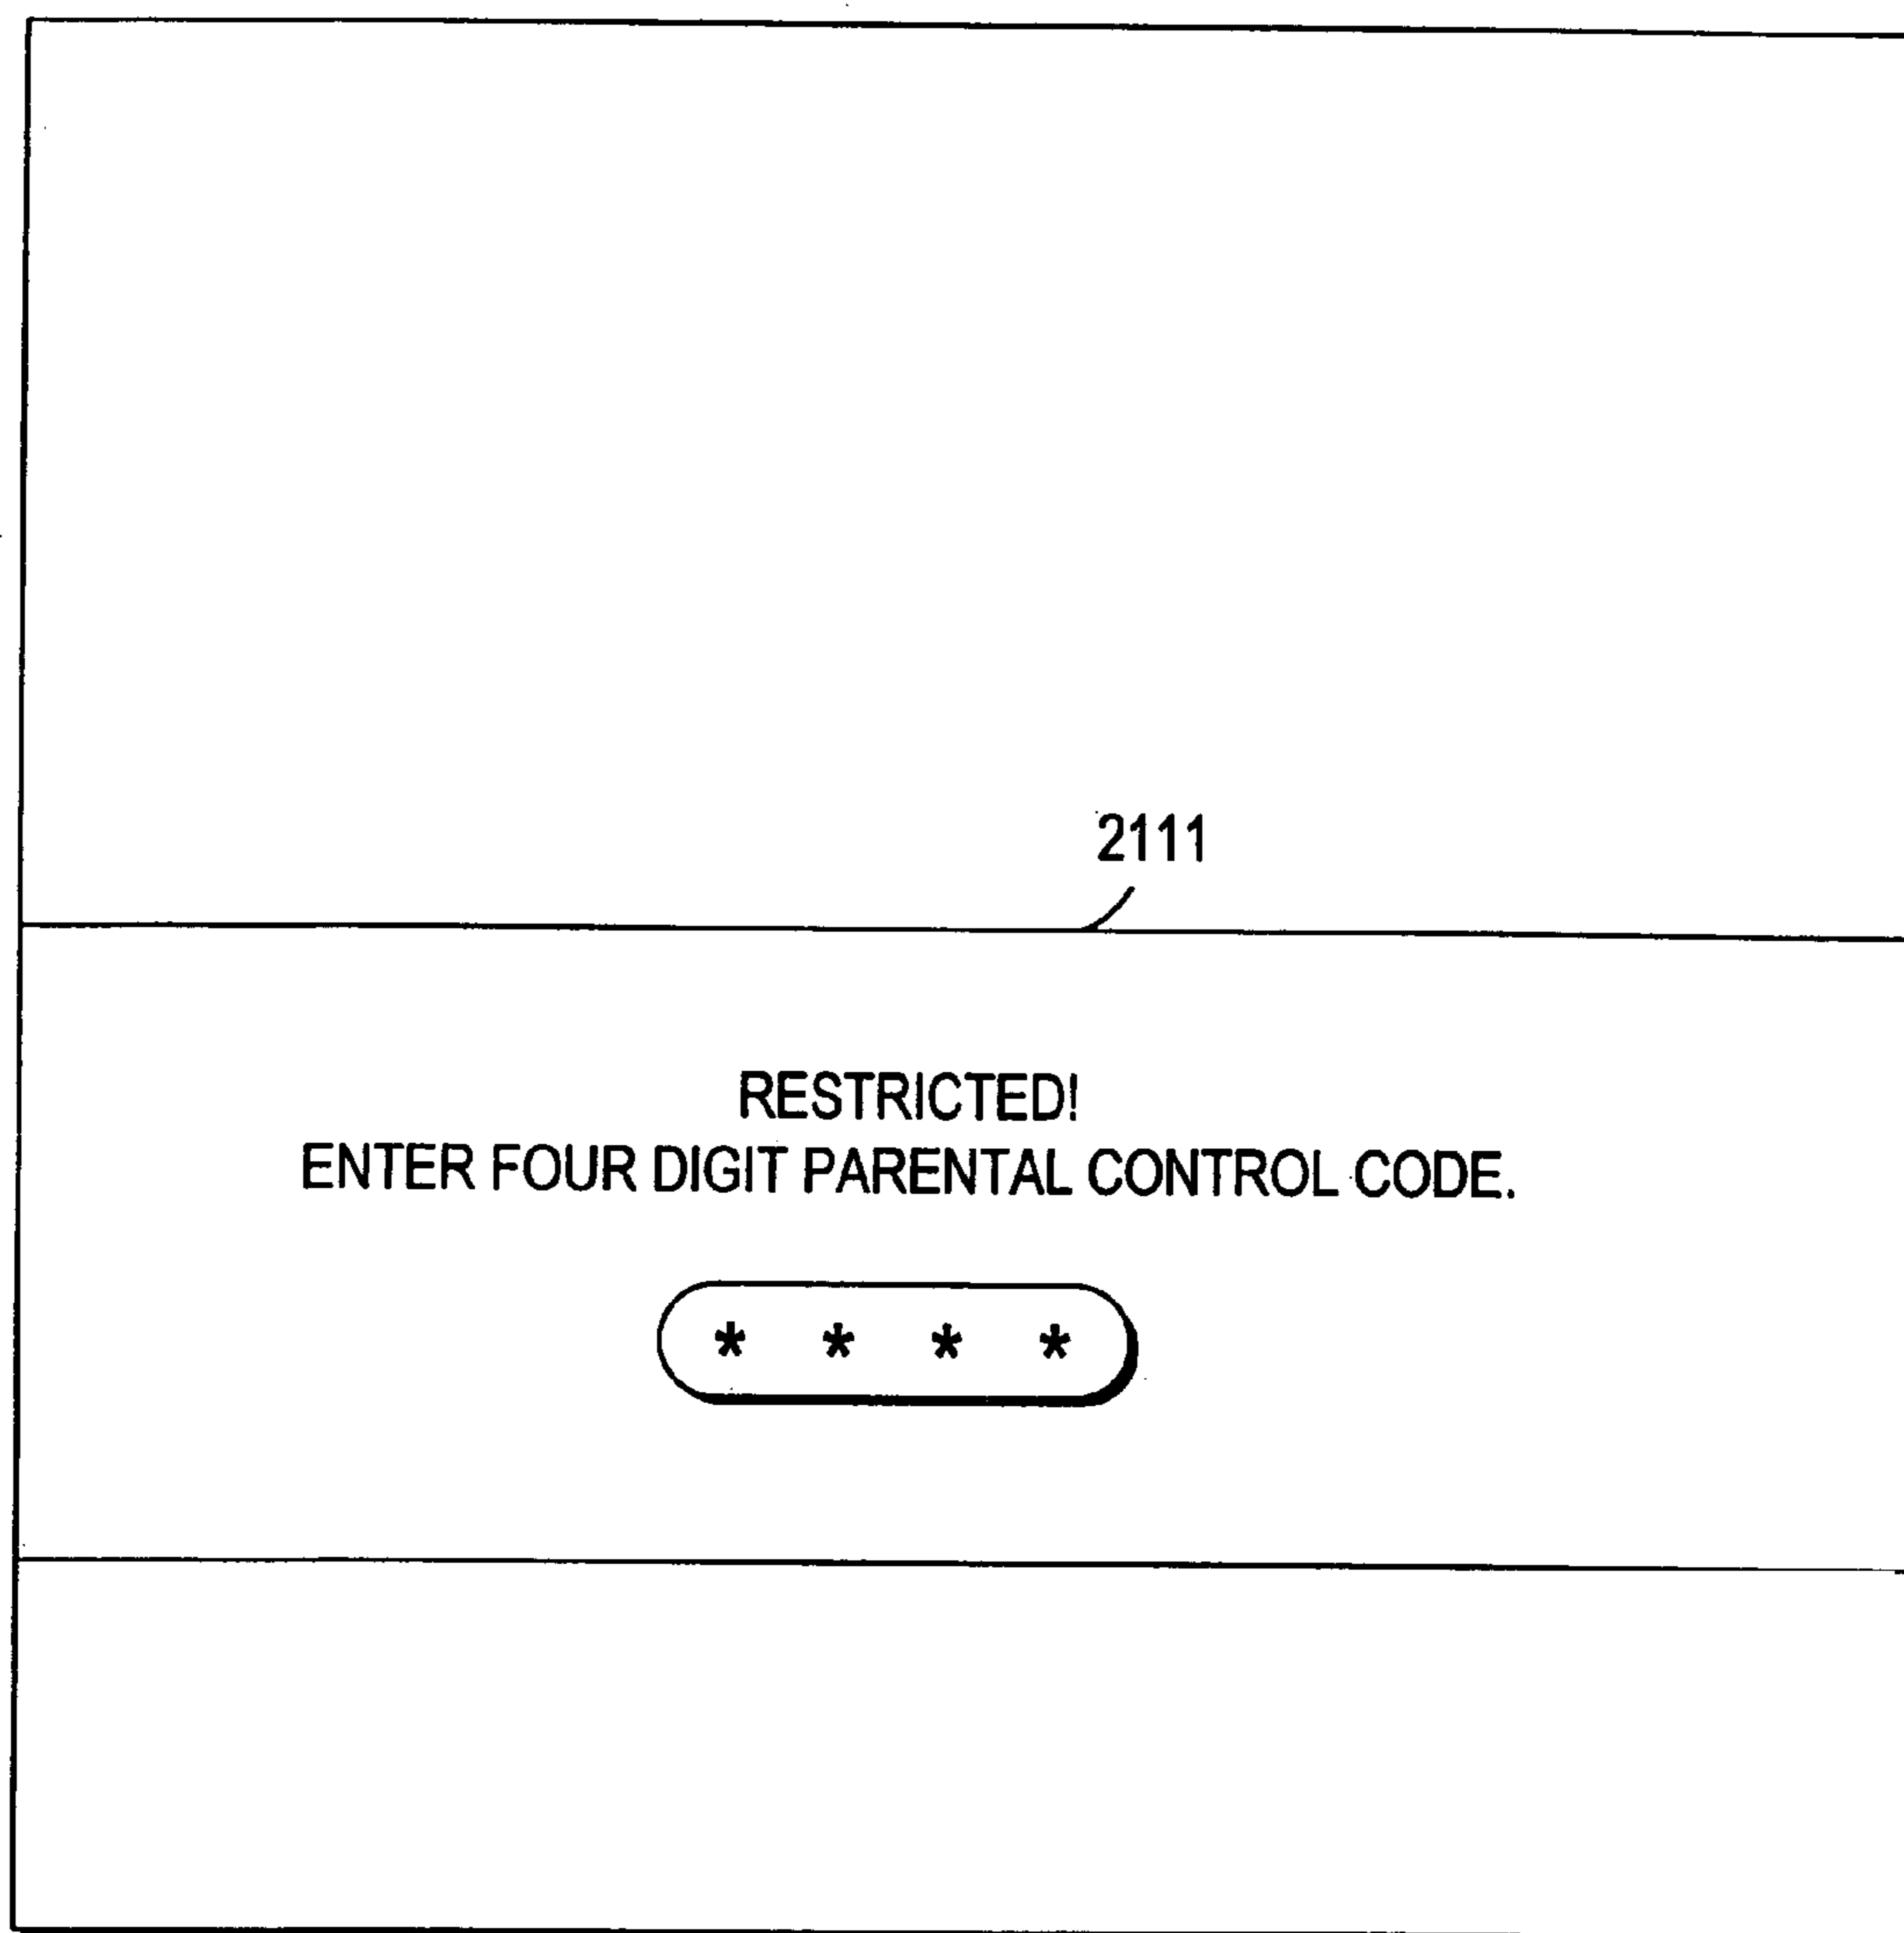 2111
RESTRICTED!
ENTER FOUR DIGIT PARENTAL CONTROL CODE.
* * * *